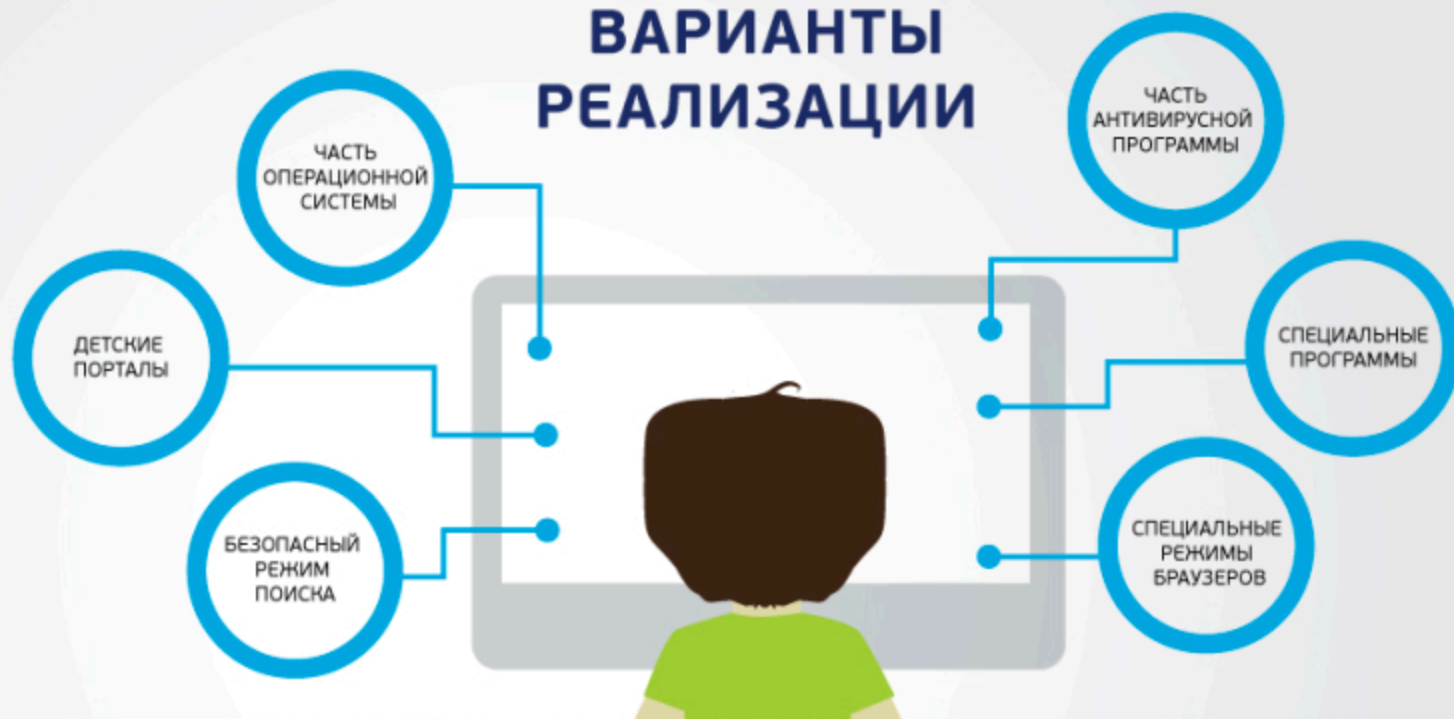 ВАРИАНТЫ
РЕАЛИЗАЦИИ
ЧАСТЬ
ОПЕРАЦИОННОЙ
СИСТЕМЫ
ДЕТСКИЕ
ПОРТАЛЫ
БЕЗОПАСНЫЙ
РЕЖИМ
ПОИСКА
ЧАСТЬ
АНТИВИРУСНОЙ
ПРОГРАММЫ
СПЕЦИАЛЬНЫЕ
ПРОГРАММЫ
СПЕЦИАЛЬНЫЕ
РЕЖИМЫ
БРАУЗЕРОВ